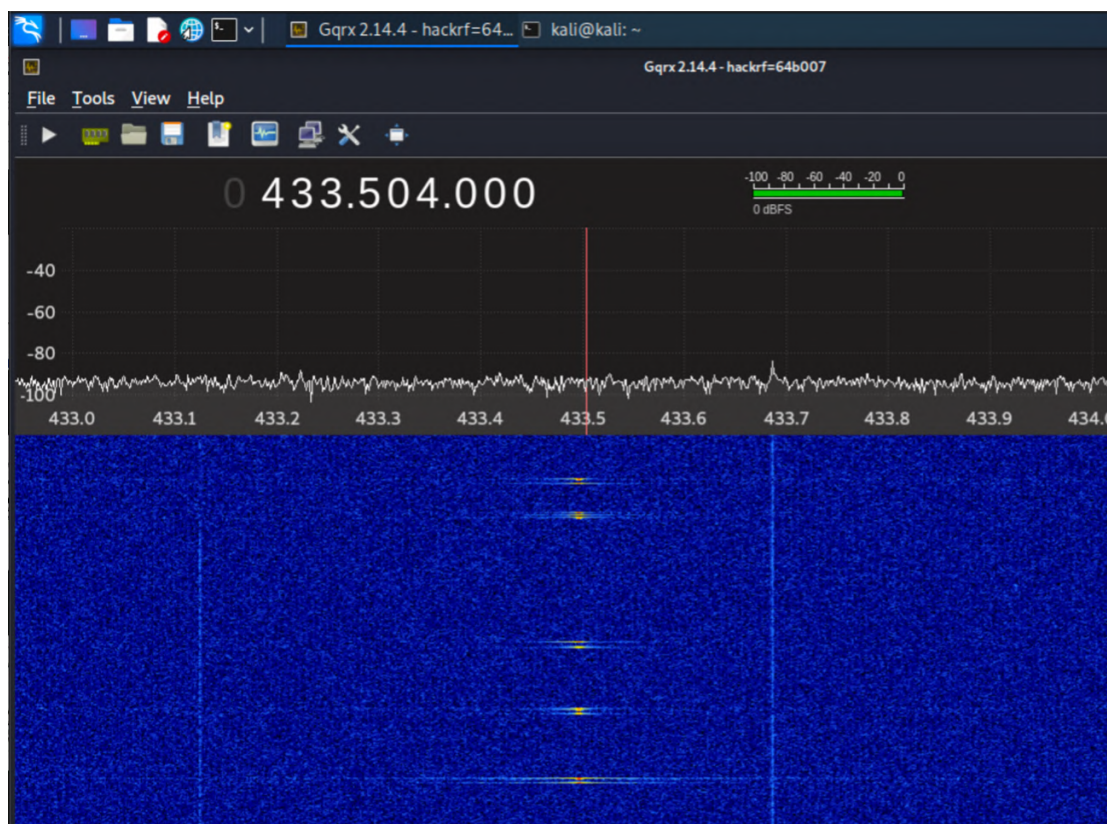 Gqrx 2.14.4 - hackrf=64... kali@kali: ~
Gqrx 2.14.4 - hackrf=64b007
File Tools View Help
0 433.504.000
-100 -80 -60 -40 -20 0
0 dBFS
-40
-60
-80
-100
433.0 433.1 433.2 433.3 433.4 433.5 433.6 433.7 433.8 433.9 434.0